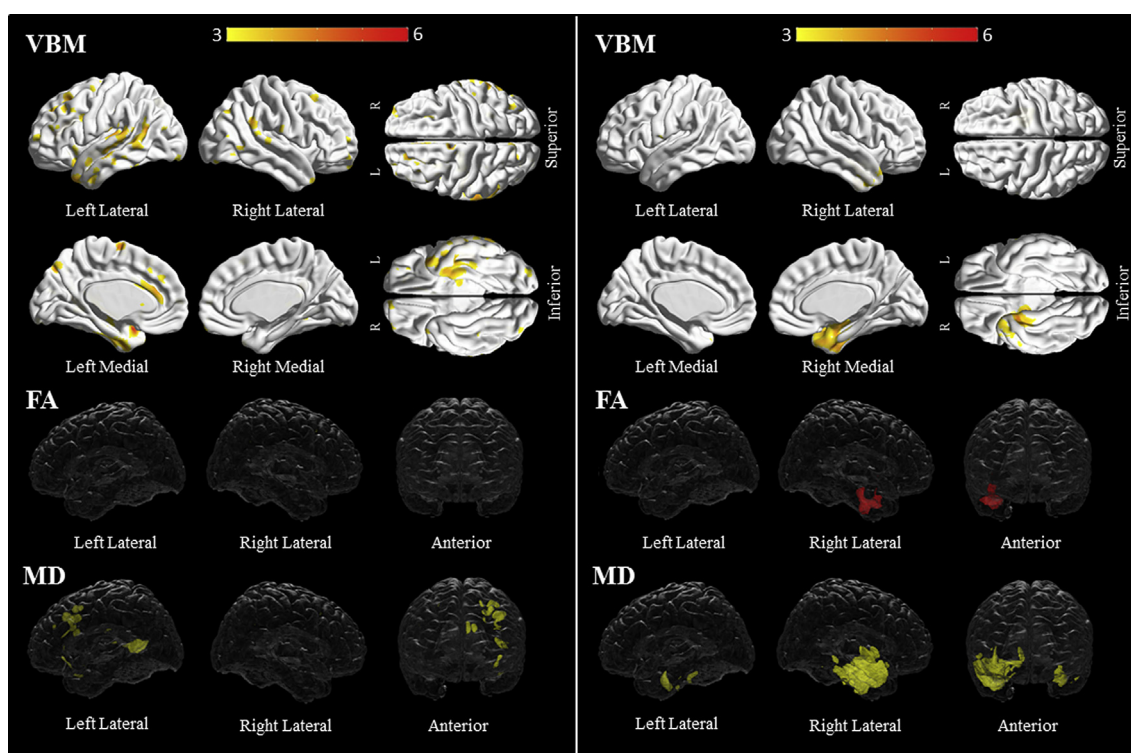 VBM
3 6
R
L
Superior
Left Lateral Right Lateral
L
R
Inferior
Left Medial Right Medial
FA
Left Lateral Right Lateral Anterior
MD
Left Lateral Right Lateral Anterior
VBM
3 6
R
L
Superior
Left Lateral Right Lateral
L
R
Inferior
Left Medial Right Medial
FA
Left Lateral Right Lateral Anterior
MD
Left Lateral Right Lateral Anterior